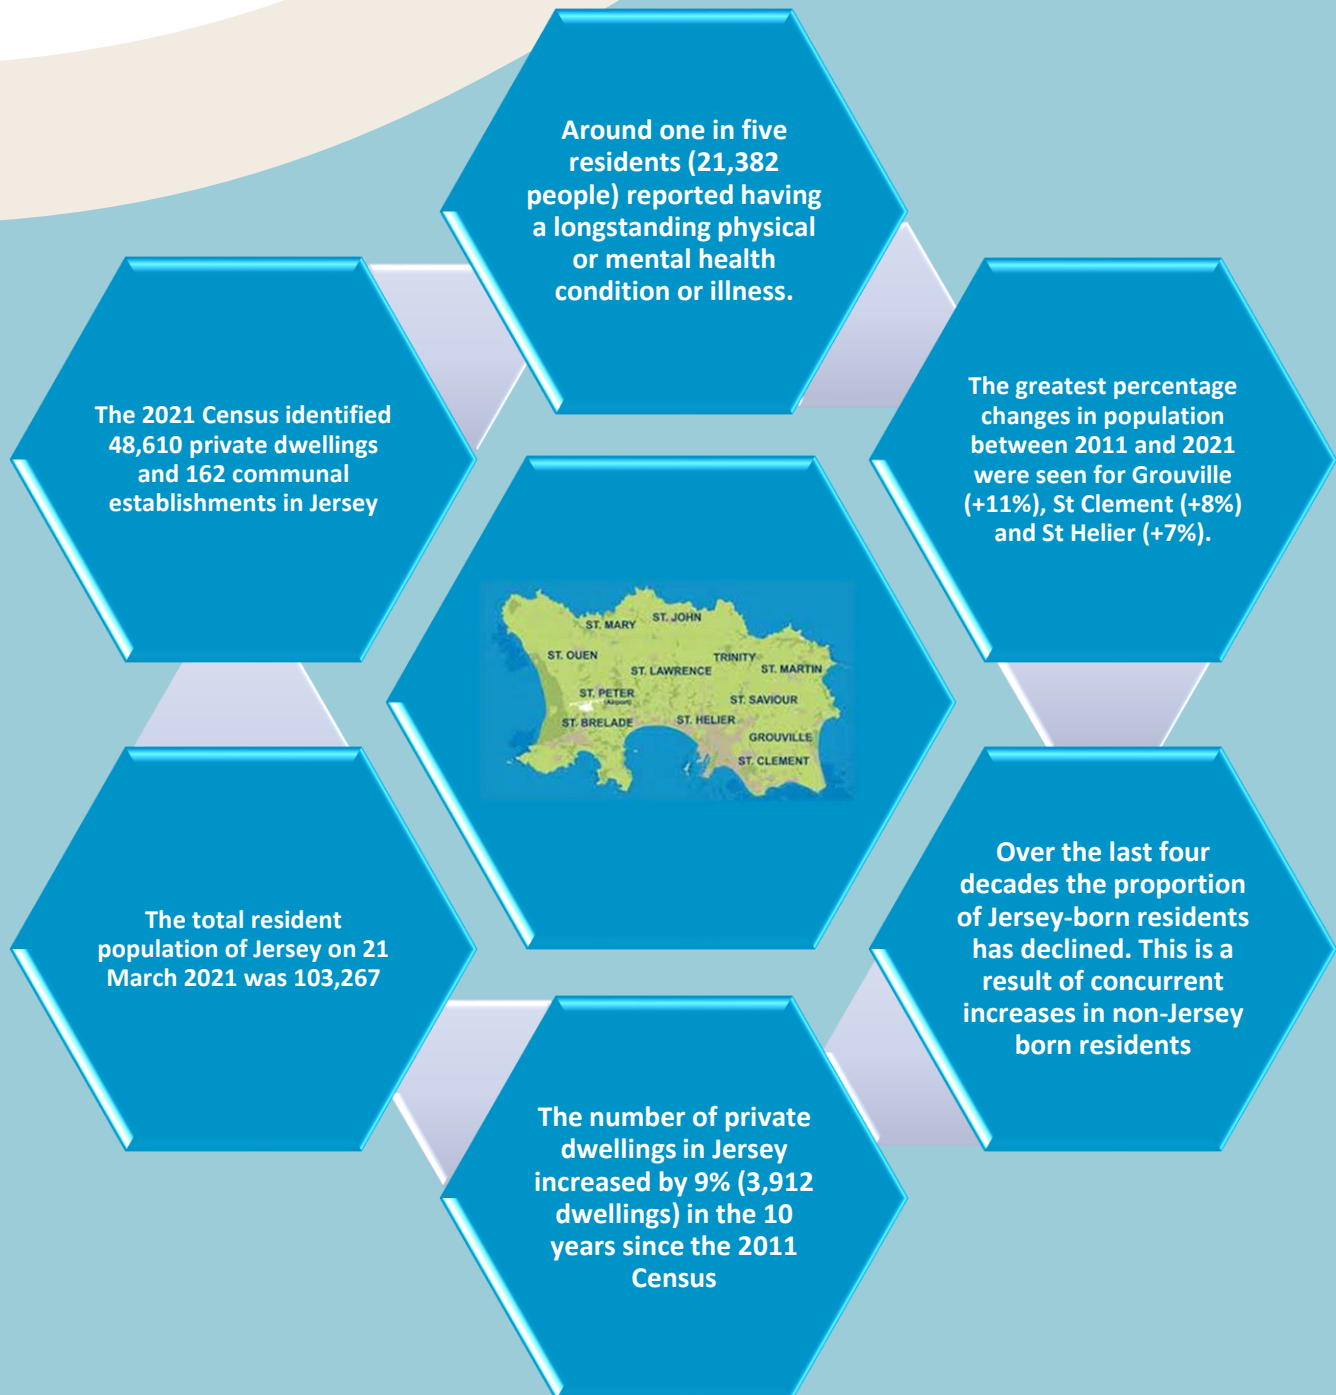 Around one in five
residents (21,382
people) reported having
a longstanding physical
or mental health
condition or illness.
The 2021 Census identified
48,610 private dwellings
and 162 communal
establishments in Jersey
The greatest percentage
changes in population
between 2011 and 2021
were seen for Grouville
(+11%), St Clement (+8%)
and St Helier (+7%).
ST. MARY
ST. JOHN
ST. OUEN
TRINITY
ST. LAWRENCE
ST. MARTIN
ST. PETER
(Airport)
ST. SAVIOUR
ST. BRELADE
ST. HELIER
GROUVILLE
ST. CLEMENT
The total resident
population of Jersey on 21
March 2021 was 103,267
Over the last four
decades the proportion
of Jersey-born residents
has declined. This is a
result of concurrent
increases in non-Jersey
born residents
The number of private
dwellings in Jersey
increased by 9% (3,912
dwellings) in the 10
years since the 2011
Census